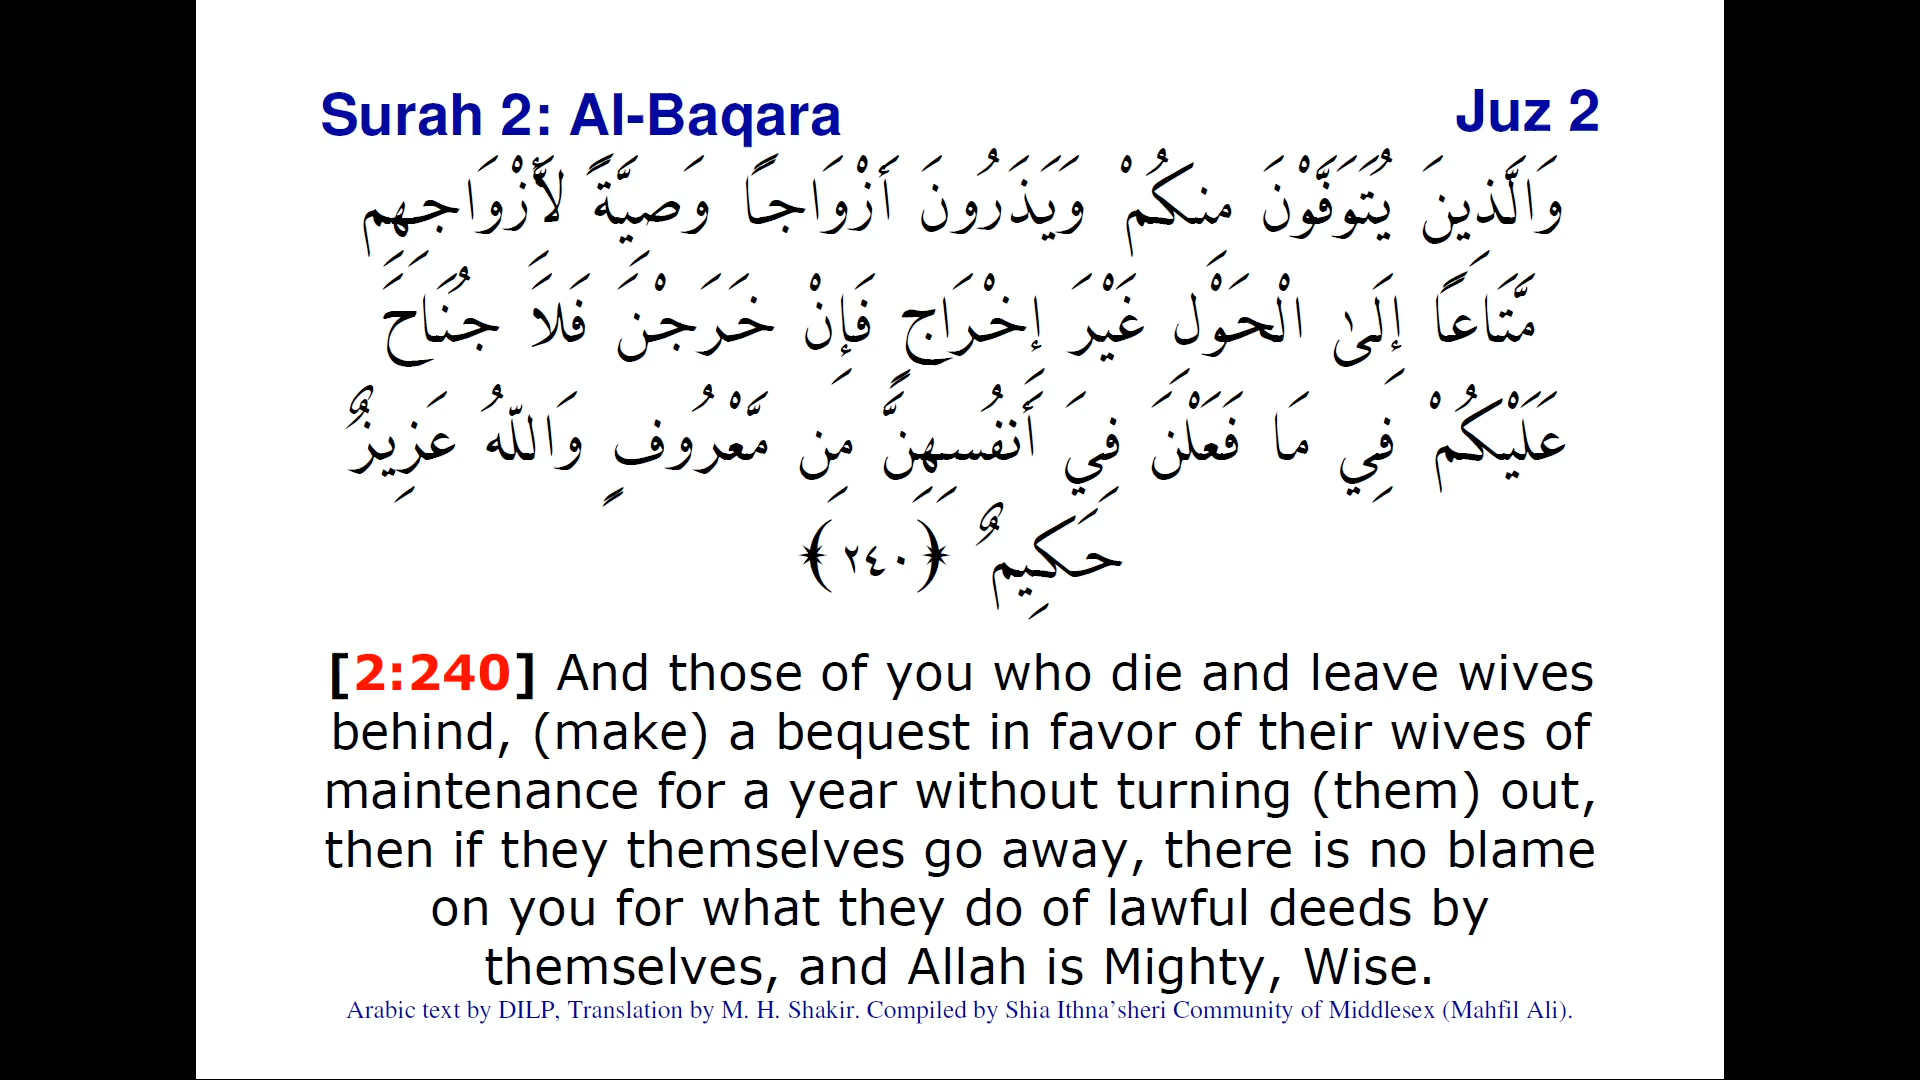 Surah 2: Al-Baqara Juz 2
وَالَّذِينَ يُتَوَفَّوْنَ مِنكُمْ وَيَذَرُونَ أَزْوَاجًا وَصِيَّةً لِّأَزْوَاجِهِم
مَّتَاعًا إِلَى الْحَوْلِ غَيْرَ إِخْرَاجٍ فَإِنْ خَرَجْنَ فَلَا جُنَاحَ
عَلَيْكُمْ فِي مَا فَعَلْنَ فِيَ أَنفُسِهِنَّ مِن مَّعْرُوفٍ وَاللَّهُ عَزِيزٌ
حَكِيمٌ ﴿٢٤٠﴾
[2:240] And those of you who die and leave wives
behind, (make) a bequest in favor of their wives of
maintenance for a year without turning (them) out,
then if they themselves go away, there is no blame
on you for what they do of lawful deeds by
themselves, and Allah is Mighty, Wise.
Arabic text by DILP, Translation by M. H. Shakir. Compiled by Shia Ithna’sheri Community of Middlesex (Mahfil Ali).